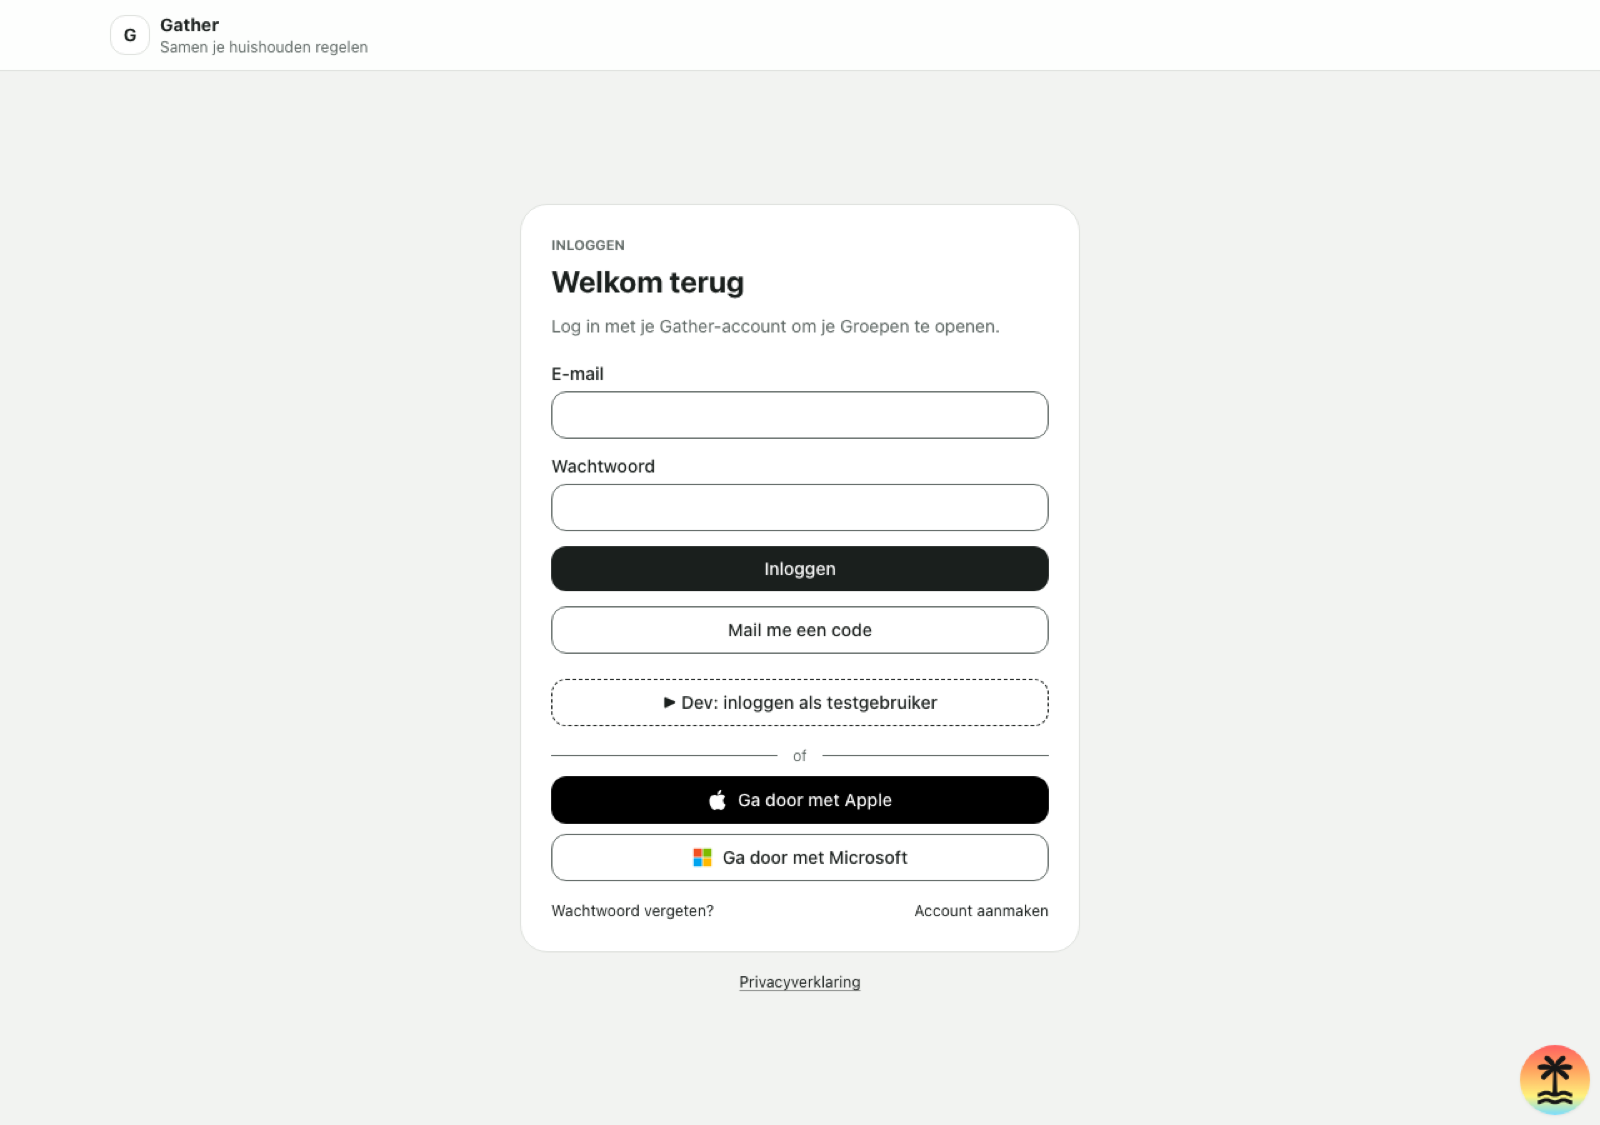 G
Gather
Samen je huishouden regelen
INLOGGEN
Welkom terug
Log in met je Gather-account om je Groepen te openen.
E-mail
Wachtwoord
Inloggen
Mail me een code
Dev: inloggen als testgebruiker
of
Ga door met Apple
Ga door met Microsoft
Wachtwoord vergeten?
Account aanmaken
Privacyverklaring